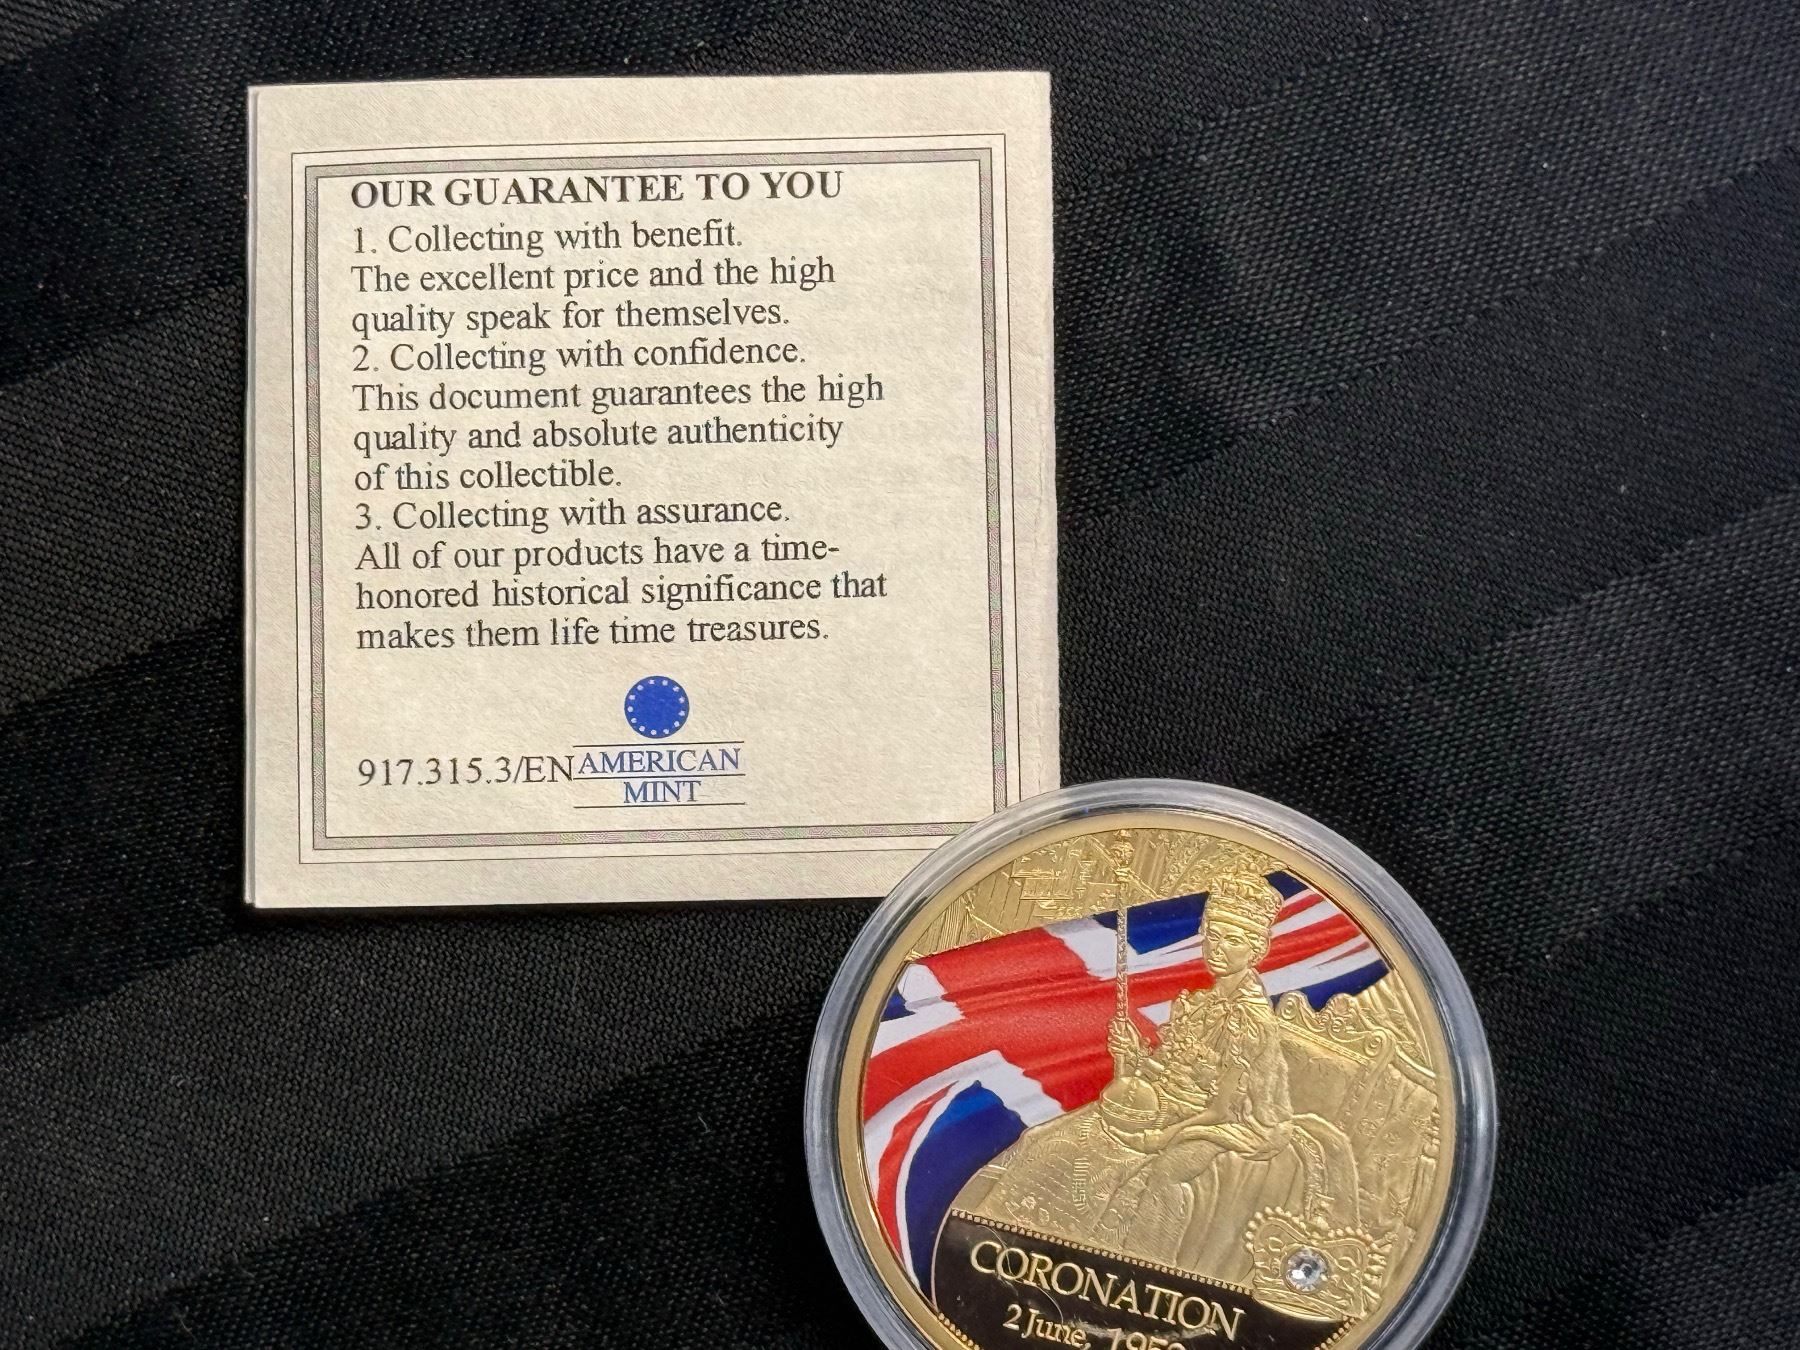 OUR GUARANTEE TO YOU
1. Collecting with benefit.
The excellent price and the high
quality speak for themselves.
2. Collecting with confidence.
This document guarantees the high
quality and absolute authenticity
of this collectible.
3. Collecting with assurance.
All of our products have a time-
honored historical significance that
makes them life time treasures.
917.315.3/EN AMERICAN
MINT
CORONATION
2 June,